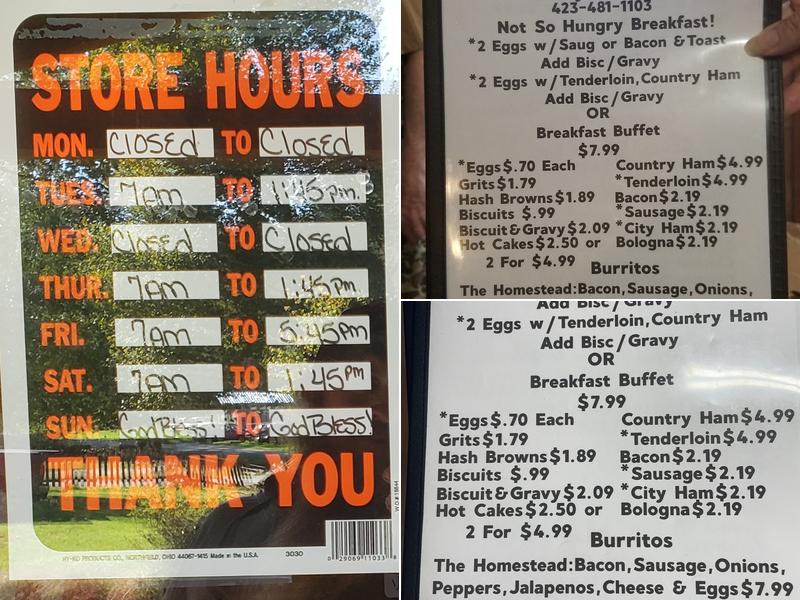 STORE HOURS
MON. Closed TO Closed
TUES. 7am TO 1:45pm.
WED. Closed TO Closed
THUR. 7am TO 1:45pm
FRI. 7am TO 5:45pm
SAT. 7am TO 1:45pm
SUN. God Bless! TO God Bless!
THANK YOU
HY-KO PRODUCTS CO., NORTHFIELD, OHIO 44067-1415 Made in the U.S.A. 3030
0 29069 11033 8
423-481-1103
Not So Hungry Breakfast!
*2 Eggs w/Saug or Bacon & Toast
Add Bisc/Gravy
*2 Eggs w/Tenderloin,Country Ham
Add Bisc/Gravy
OR
Breakfast Buffet
$7.99
*Eggs $.70 Each Country Ham $4.99
Grits $1.79 *Tenderloin $4.99
Hash Browns $1.89 Bacon $2.19
Biscuits $.99 *Sausage $2.19
Biscuit & Gravy $2.09 *City Ham $2.19
Hot Cakes $2.50 or Bologna $2.19
2 For $4.99
Burritos
The Homestead:Bacon,Sausage,Onions,
Add Bisc/Gravy
*2 Eggs w/Tenderloin,Country Ham
Add Bisc/Gravy
OR
Breakfast Buffet
$7.99
*Eggs $.70 Each Country Ham $4.99
Grits $1.79 *Tenderloin $4.99
Hash Browns $1.89 Bacon $2.19
Biscuits $.99 *Sausage $2.19
Biscuit & Gravy $2.09 *City Ham $2.19
Hot Cakes $2.50 or Bologna $2.19
2 For $4.99
Burritos
The Homestead:Bacon,Sausage,Onions,
Peppers,Jalapenos,Cheese & Eggs $7.99